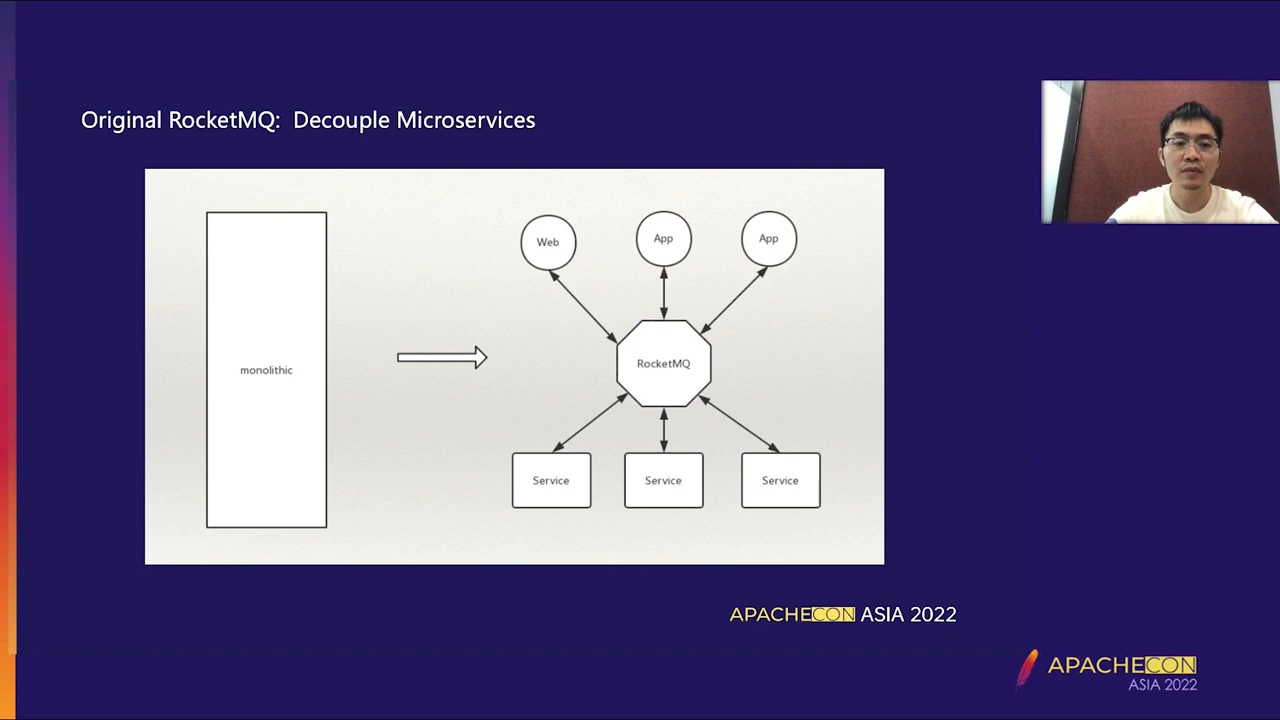 Original RocketMQ:  Decouple Microservices
monolithic
Web
App
App
RocketMQ
Service
Service
Service
APACHECON ASIA 2022
APACHECON
ASIA 2022